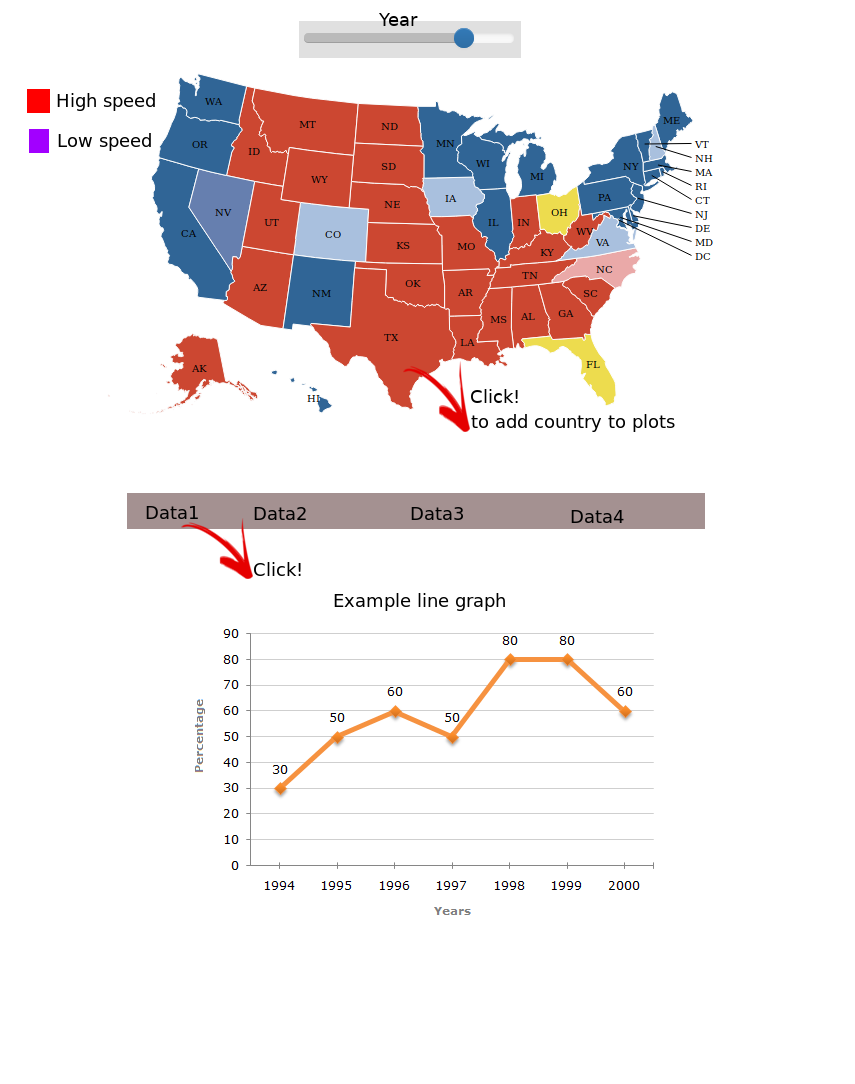 Year
High speed
Low speed
WA
OR
CA
ID
NV
MT
WY
UT
AZ
CO
NM
ND
SD
NE
KS
OK
TX
MN
IA
MO
AR
LA
WI
IL
MS
MI
IN
KY
TN
AL
OH
WV
GA
FL
SC
NC
VA
PA
NY
ME
VT
NH
MA
RI
CT
NJ
DE
MD
DC
AK
HI
Click!
to add country to plots
Data1 Data2 Data3 Data4
Click!
Example line graph
Percentage
90
80
70
60
50
40
30
20
10
0
30
50
60
50
80
80
60
1994 1995 1996 1997 1998 1999 2000
Years